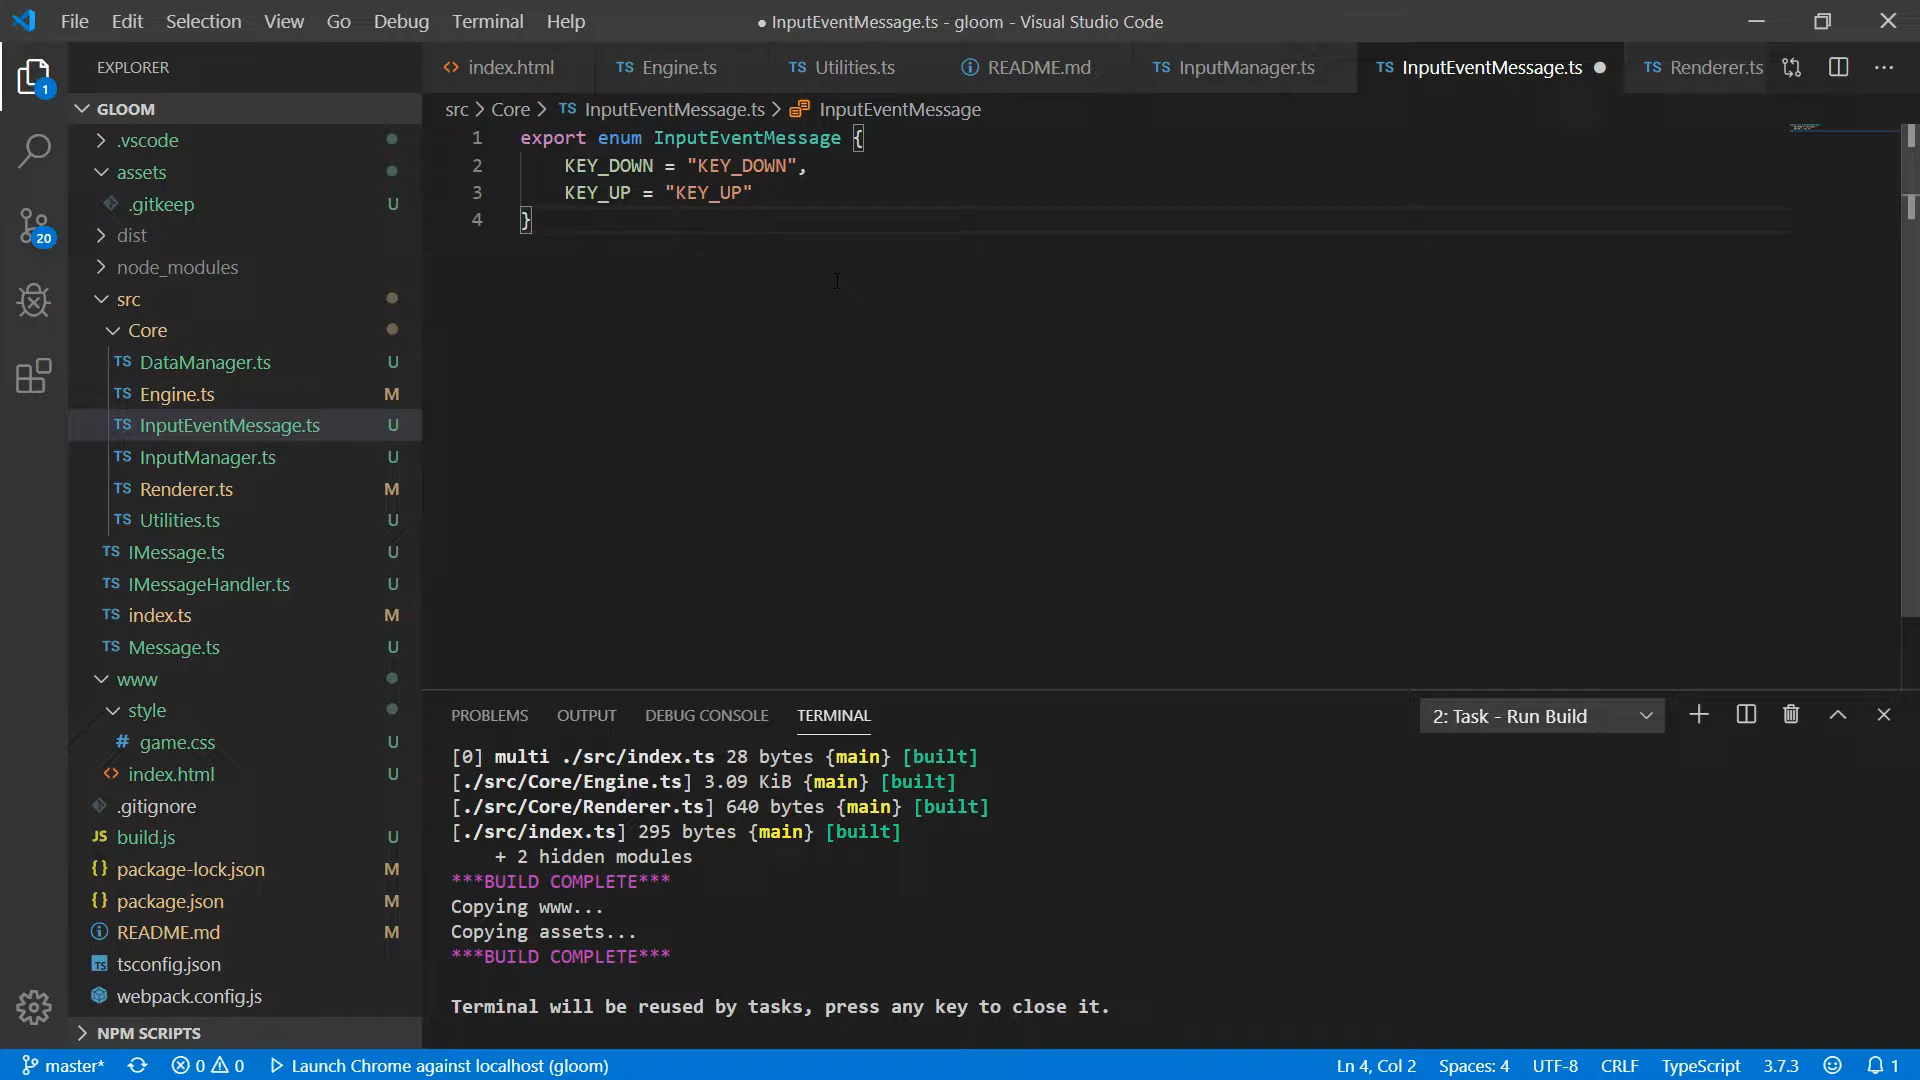 File Edit Selection View Go Debug Terminal Help
● InputEventMessage.ts - gloom - Visual Studio Code
EXPLORER
GLOOM
.vscode
assets
.gitkeep U
dist
node_modules
src
Core
TS DataManager.ts U
TS Engine.ts M
TS InputEventMessage.ts U
TS InputManager.ts U
TS Renderer.ts M
TS Utilities.ts U
TS IMessage.ts U
TS IMessageHandler.ts U
TS index.ts M
TS Message.ts U
www
style
# game.css U
<> index.html U
.gitignore
JS build.js U
{} package-lock.json M
{} package.json M
README.md M
TS tsconfig.json
webpack.config.js
NPM SCRIPTS
1
20
<> index.html
TS Engine.ts
TS Utilities.ts
README.md
TS InputManager.ts
TS InputEventMessage.ts ●
TS Renderer.ts
src > Core > TS InputEventMessage.ts > InputEventMessage
1 export enum InputEventMessage {
2 KEY_DOWN = "KEY_DOWN",
3 KEY_UP = "KEY_UP"
4 }
PROBLEMS OUTPUT DEBUG CONSOLE TERMINAL
2: Task - Run Build
[0] multi ./src/index.ts 28 bytes {main} [built]
[./src/Core/Engine.ts] 3.09 KiB {main} [built]
[./src/Core/Renderer.ts] 640 bytes {main} [built]
[./src/index.ts] 295 bytes {main} [built]
+ 2 hidden modules
***BUILD COMPLETE***
Copying www...
Copying assets...
***BUILD COMPLETE***
Terminal will be reused by tasks, press any key to close it.
master* 0 0 Launch Chrome against localhost (gloom)
Ln 4, Col 2 Spaces: 4 UTF-8 CRLF TypeScript 3.7.3 1